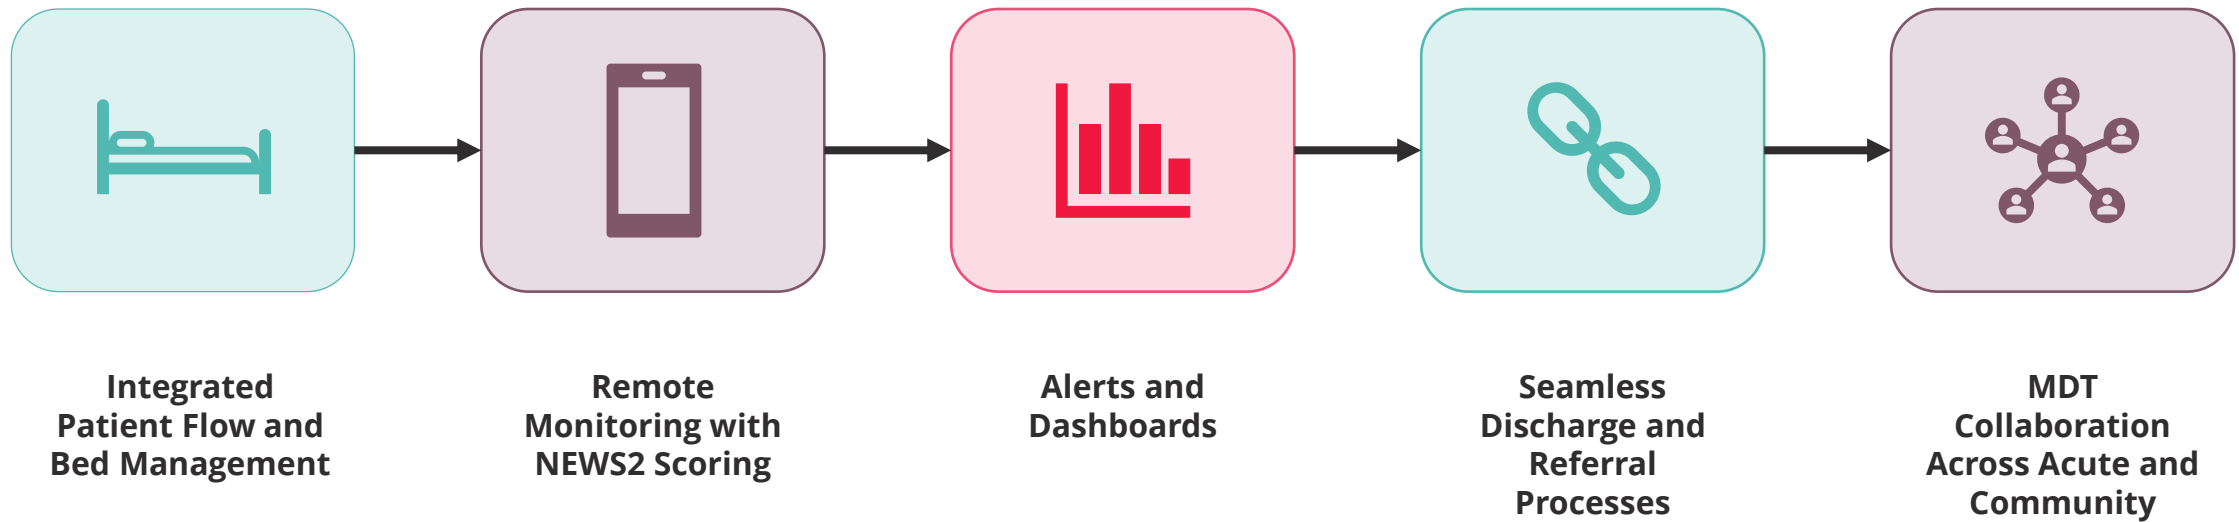 Integrated
Patient Flow and
Bed Management
Remote
Monitoring with
NEWS2 Scoring
Alerts and
Dashboards
Seamless
Discharge and
Referral
Processes
MDT
Collaboration
Across Acute and
Community